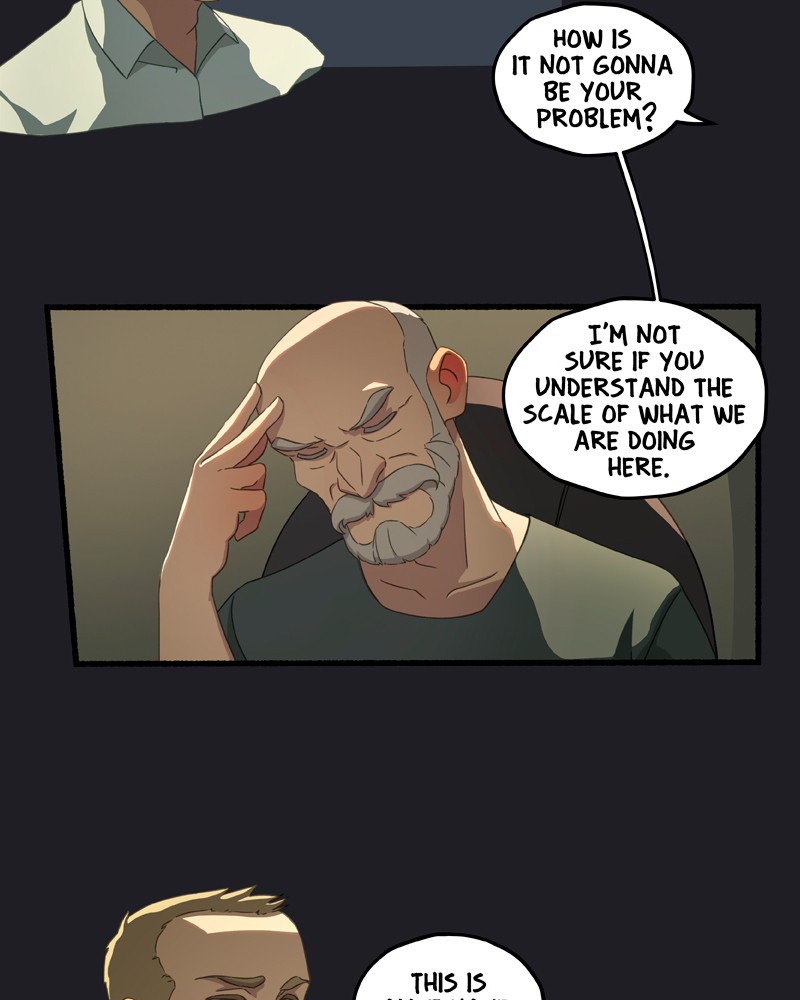 HOW IS
IT NOT GONNA
BE YOUR
PROBLEM?
I'M NOT
SURE IF YOU
UNDERSTAND THE
SCALE OF WHAT WE
ARE DOING
HERE.
THIS IS